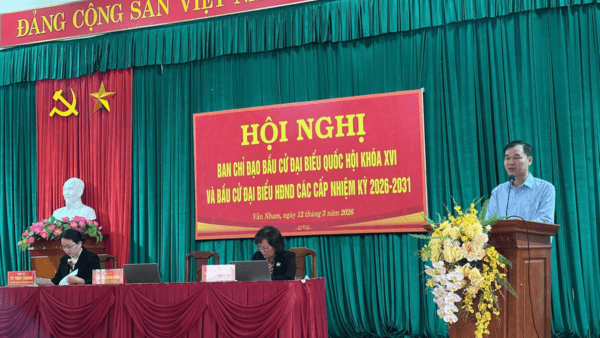 ĐẢNG CỘNG SẢN VIỆT N
HỘI NGHỊ
BAN CHỈ ĐẠO BẦU CỬ ĐẠI BIỂU QUỐC HỘI KHÓA XVI
VÀ BẦU CỬ ĐẠI BIỂU HĐND CÁC CẤP NHIỆM KỲ 2026-2031
Vân Nham, ngày 12 tháng 3 năm 2026